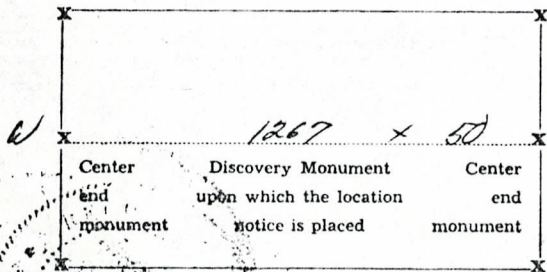 X X
W X 1267 x 50 X
Center Discovery Monument Center
end upon which the location end
monument notice is placed monument
X X